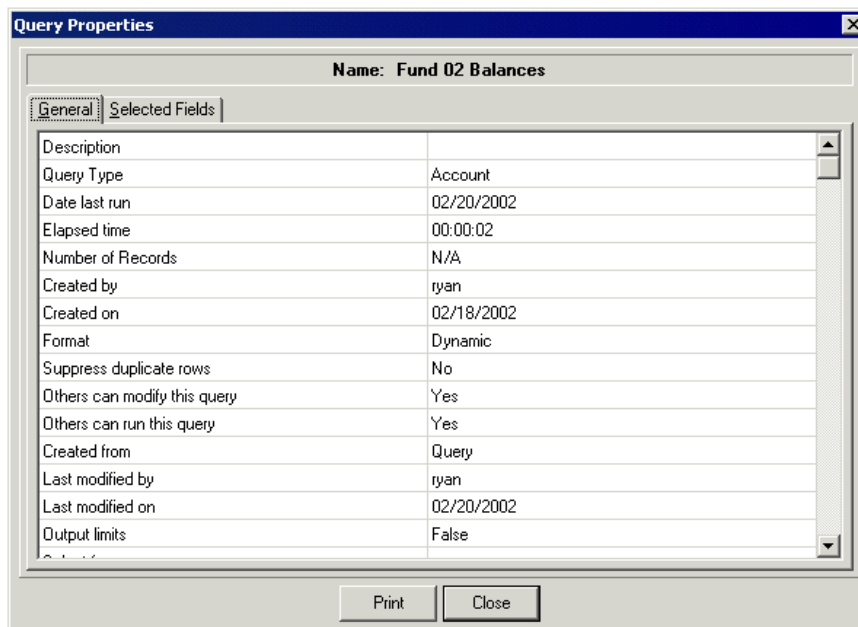 Query Properties
Name: Fund 02 Balances
General Selected Fields
Description
Query Type Account
Date last run 02/20/2002
Elapsed time 00:00:02
Number of Records N/A
Created by ryan
Created on 02/18/2002
Format Dynamic
Suppress duplicate rows No
Others can modify this query Yes
Others can run this query Yes
Created from Query
Last modified by ryan
Last modified on 02/20/2002
Output limits False
Print Close